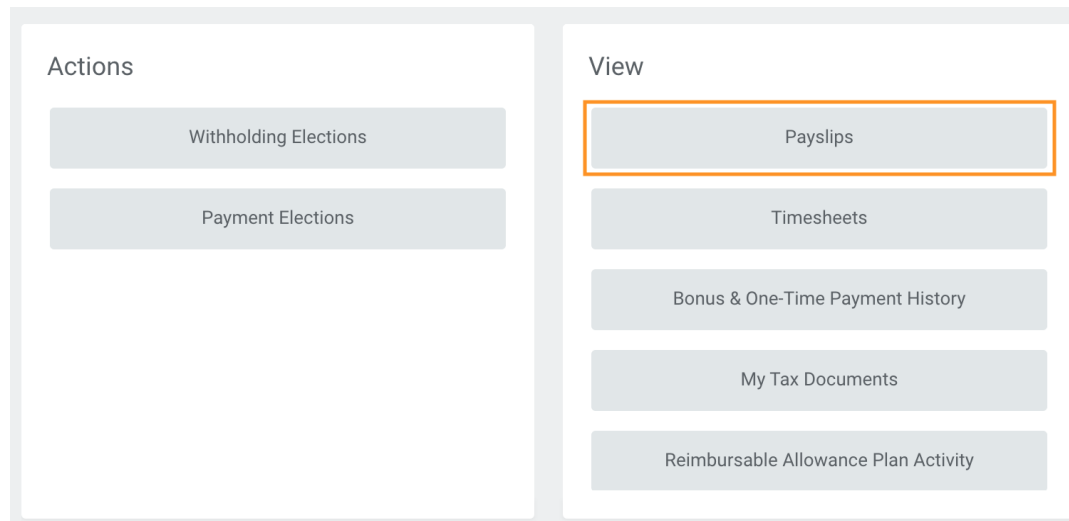 Actions
Withholding Elections
Payment Elections
View
Payslips
Timesheets
Bonus & One-Time Payment History
My Tax Documents
Reimbursable Allowance Plan Activity